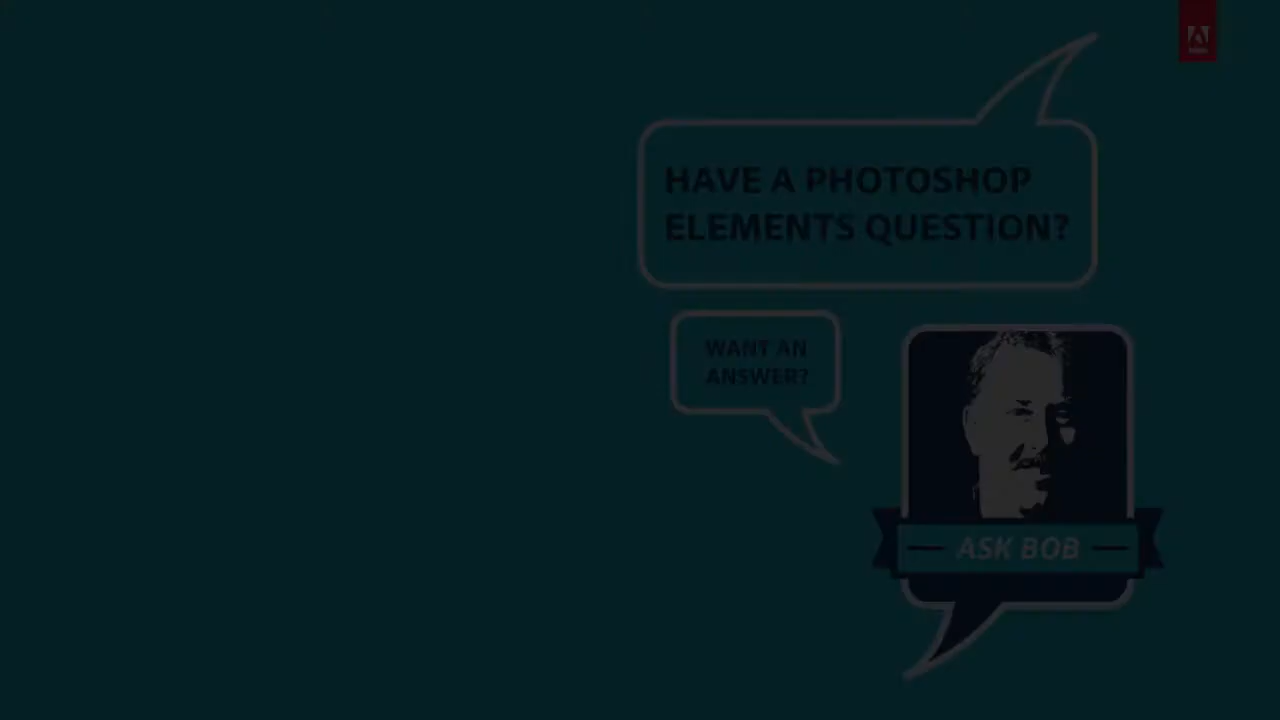 HAVE A PHOTOSHOP
ELEMENTS QUESTION?
WANT AN
ANSWER?
ASK BOB